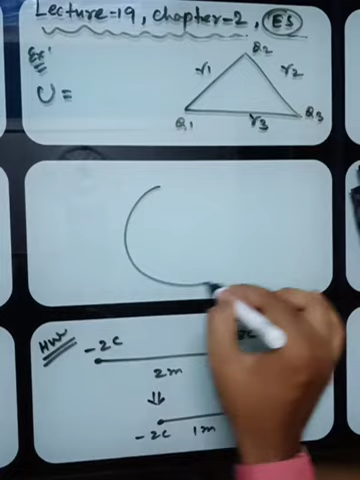 Lecture-19, chapter-2, ES
Ex'
Q2
r1
r2
U=
Q1
r3
Q3
HW
-2c
2m
⇓
-2c
1m